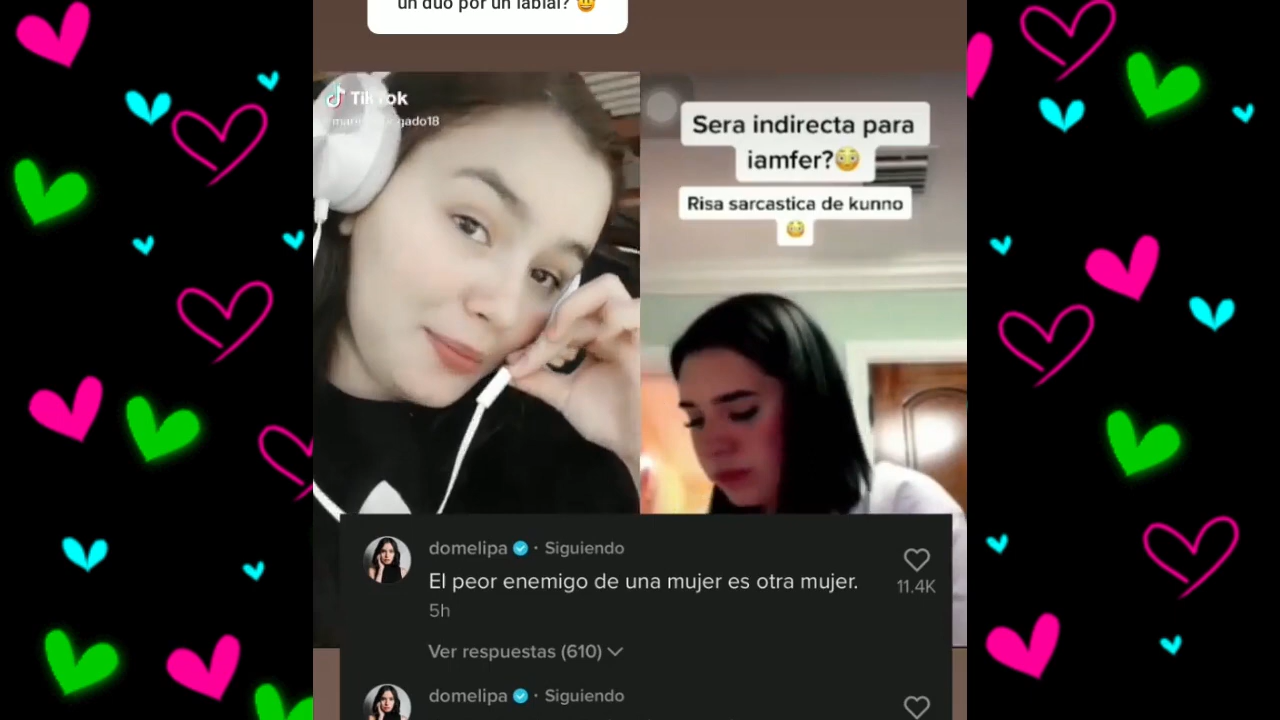 un dúo por un labial? 🤑
TikTok
Sera indirecta para
iamfer?😳
Risa sarcastica de kunno
😅
domelipa · Siguiendo
El peor enemigo de una mujer es otra mujer.
5h
11.4K
Ver respuestas (610)
domelipa · Siguiendo